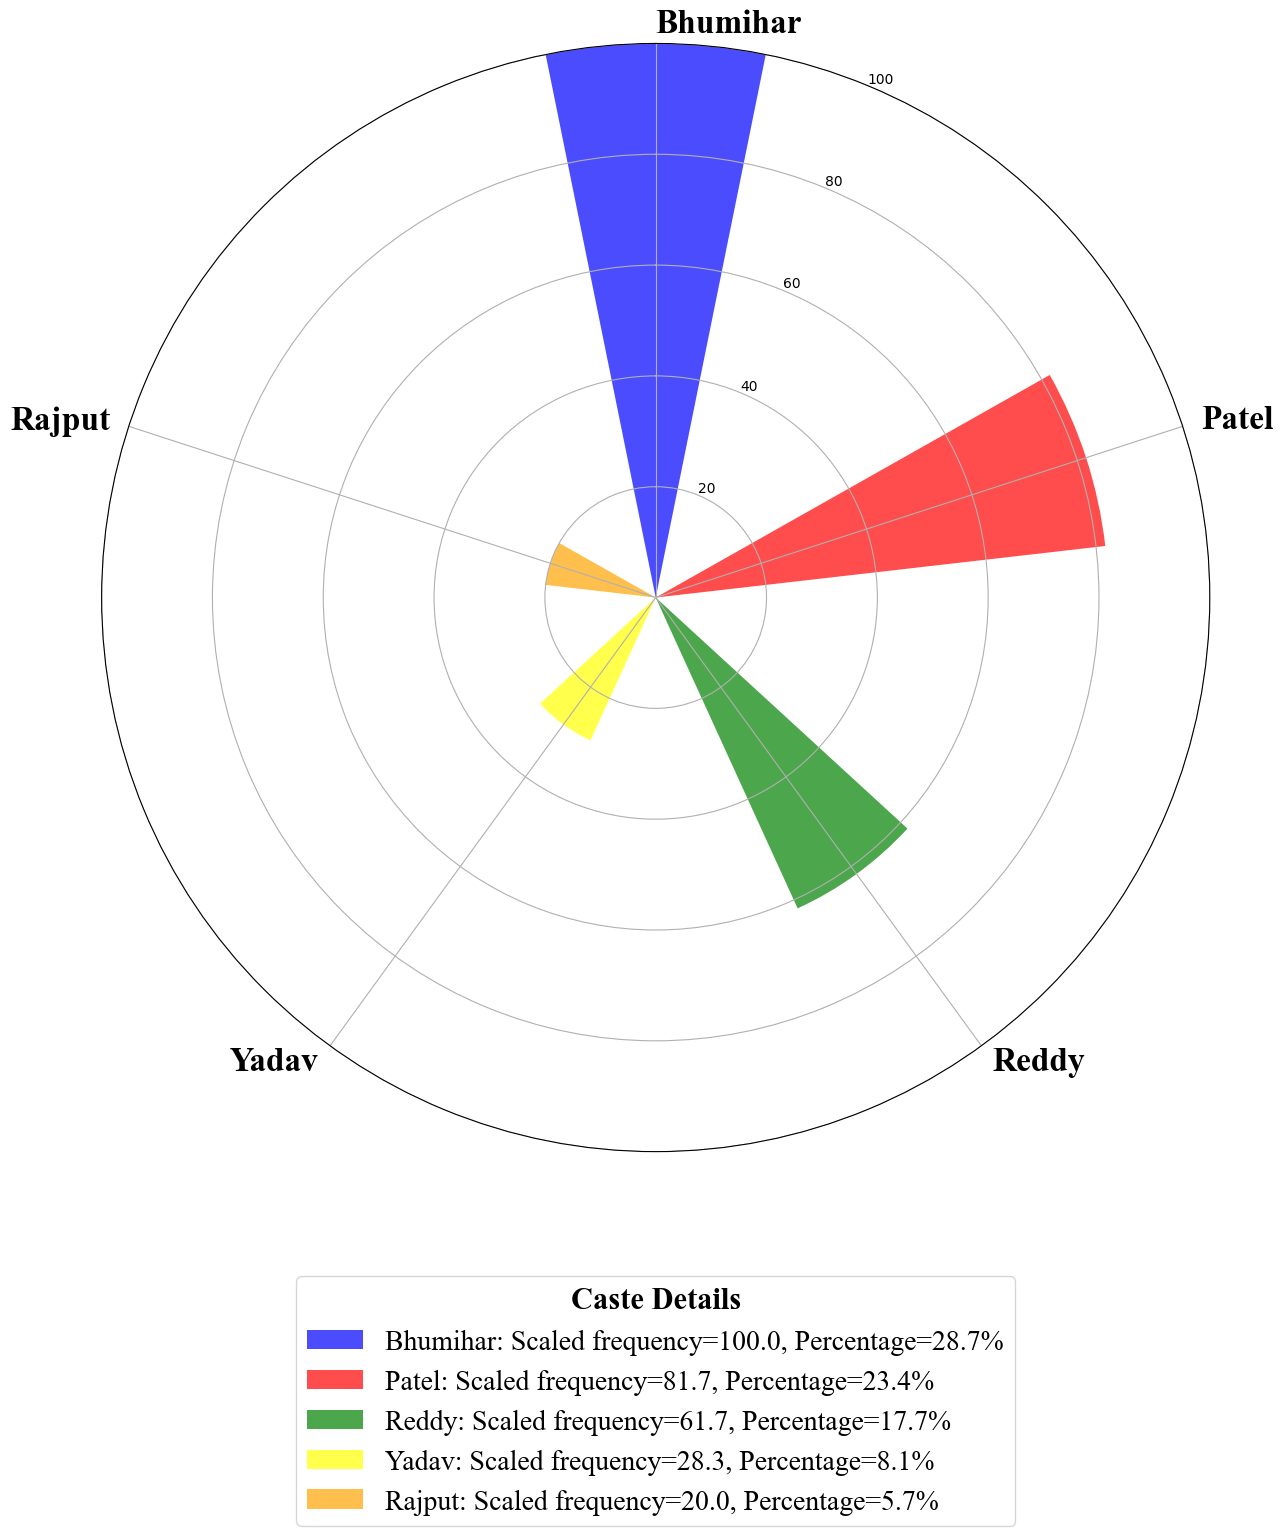 Bhumihar
100
80
60
40
20
Rajput
Patel
Yadav
Reddy
Caste Details
Bhumihar: Scaled frequency=100.0, Percentage=28.7%
Patel: Scaled frequency=81.7, Percentage=23.4%
Reddy: Scaled frequency=61.7, Percentage=17.7%
Yadav: Scaled frequency=28.3, Percentage=8.1%
Rajput: Scaled frequency=20.0, Percentage=5.7%